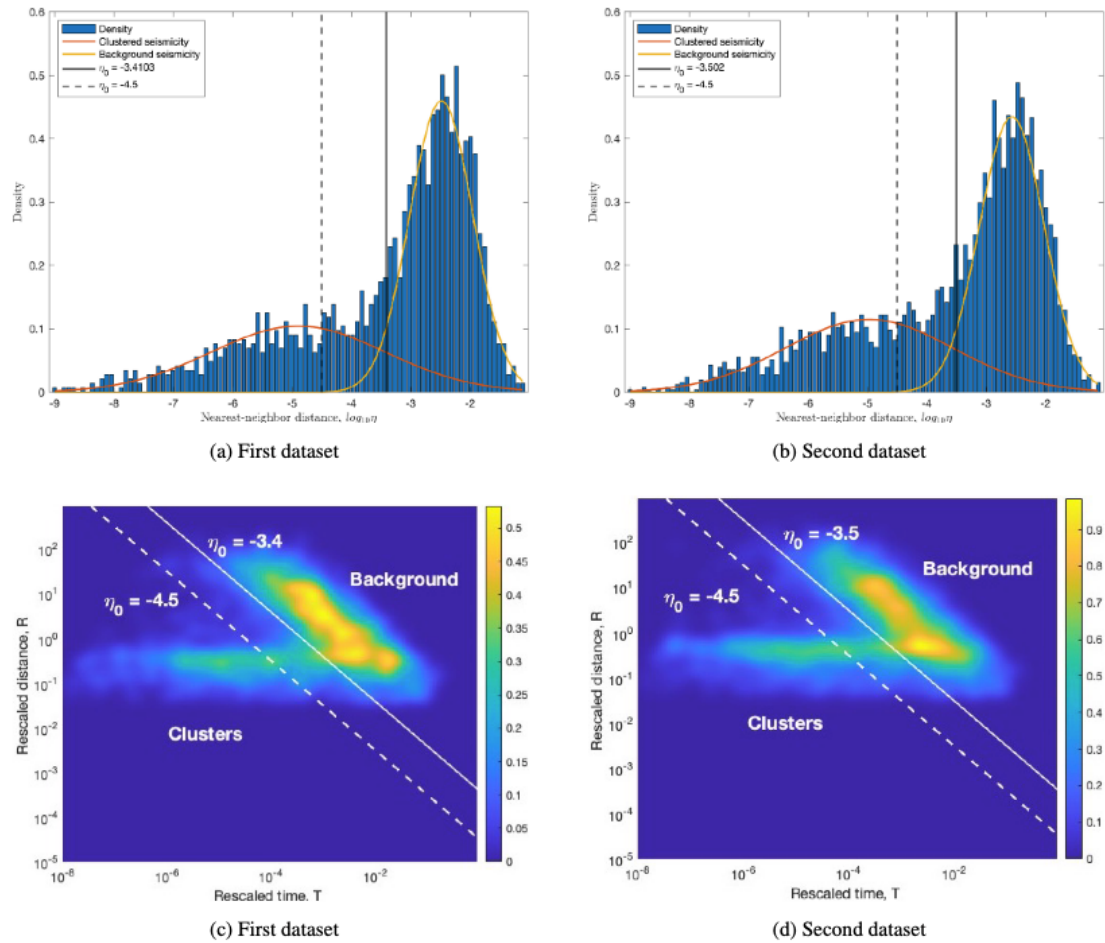 0.6
0.5
0.4
0.3
0.2
0.1
0
Density
Density
Clustered seismicity
Background seismicity
η0 = -3.4103
η0 = -4.5
-9 -8 -7 -6 -5 -4 -3 -2
Nearest-neighbor distance, log10η
(a) First dataset
0.6
0.5
0.4
0.3
0.2
0.1
0
Density
Density
Clustered seismicity
Background seismicity
η0 = -3.502
η0 = -4.5
-9 -8 -7 -6 -5 -4 -3 -2
Nearest-neighbor distance, log10η
(b) Second dataset
10^2
10^1
10^0
10^-1
10^-2
10^-3
10^-4
10^-5
Rescaled distance, R
η0 = -3.4
Background
η0 = -4.5
Clusters
10^-8 10^-6 10^-4 10^-2
Rescaled time, T
0.5
0.45
0.4
0.35
0.3
0.25
0.2
0.15
0.1
0.05
0
(c) First dataset
10^2
10^1
10^0
10^-1
10^-2
10^-3
10^-4
10^-5
Rescaled distance, R
η0 = -3.5
Background
η0 = -4.5
Clusters
10^-8 10^-6 10^-4 10^-2
Rescaled time, T
0.9
0.8
0.7
0.6
0.5
0.4
0.3
0.2
0.1
0
(d) Second dataset